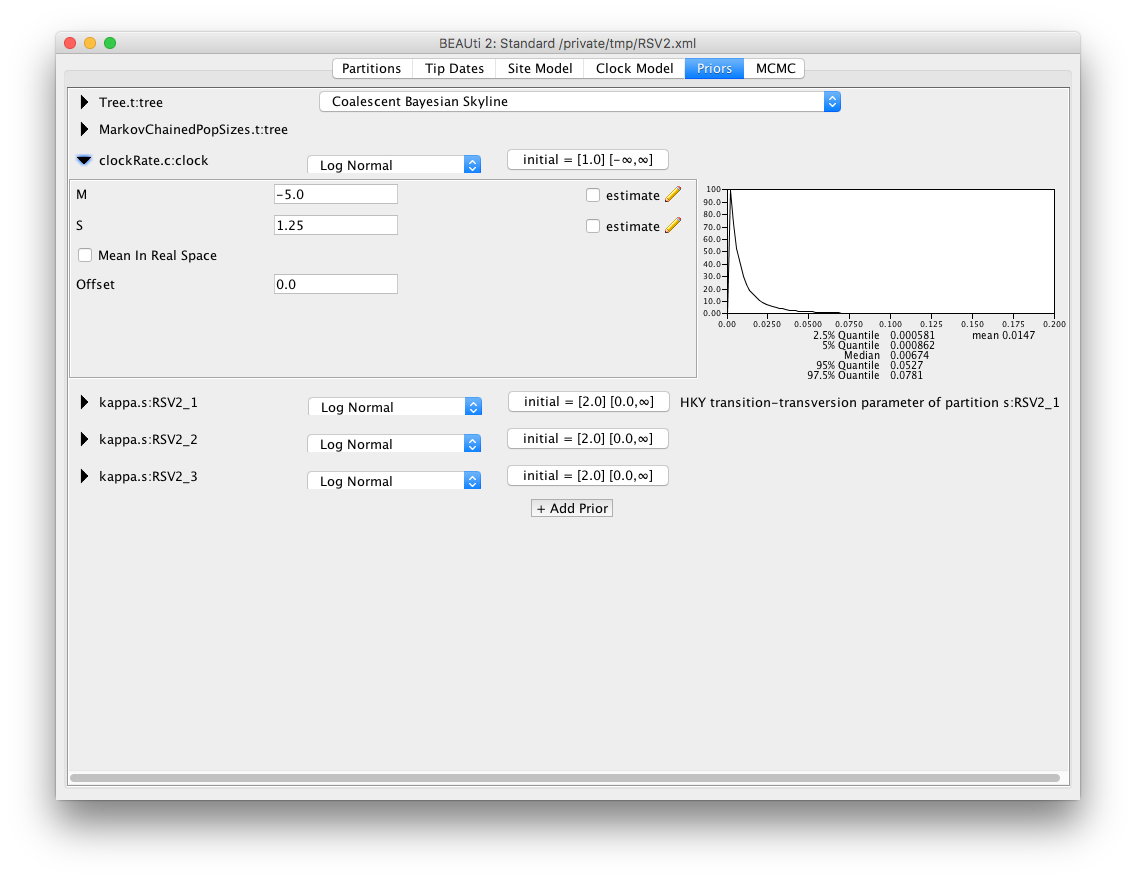 BEAUti 2: Standard /private/tmp/RSV2.xml
Partitions Tip Dates Site Model Clock Model Priors MCMC
Tree.t:tree Coalescent Bayesian Skyline
MarkovChainedPopSizes.t:tree
clockRate.c:clock Log Normal initial = [1.0] [-∞,∞]
M -5.0 estimate
S 1.25 estimate
Mean In Real Space
Offset 0.0
100
90.0
80.0
70.0
60.0
50.0
40.0
30.0
20.0
10.0
0.00
0.00 0.0250 0.0500 0.0750 0.100 0.125 0.150 0.175 0.200
2.5% Quantile 0.000581 mean 0.0147
5% Quantile 0.000862
Median 0.00674
95% Quantile 0.0527
97.5% Quantile 0.0781
kappa.s:RSV2_1 Log Normal initial = [2.0] [0.0,∞] HKY transition-transversion parameter of partition s:RSV2_1
kappa.s:RSV2_2 Log Normal initial = [2.0] [0.0,∞]
kappa.s:RSV2_3 Log Normal initial = [2.0] [0.0,∞]
+ Add Prior